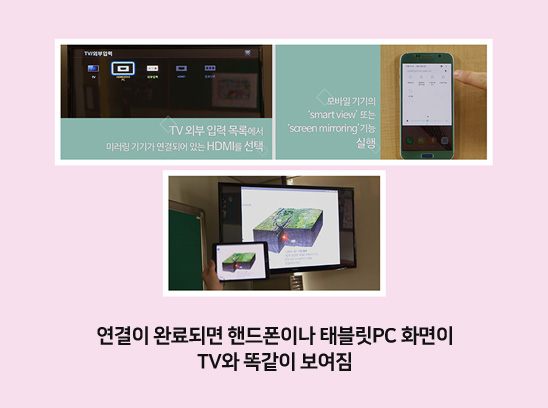 TV/외부입력
TV
TV 외부 입력 목록에서
미러링 기기가 연결되어 있는 HDMI를 선택
모바일 기기의
'smart view' 또는
'screen mirroring'기능
실행
연결이 완료되면 핸드폰이나 태블릿PC 화면이
TV와 똑같이 보여짐